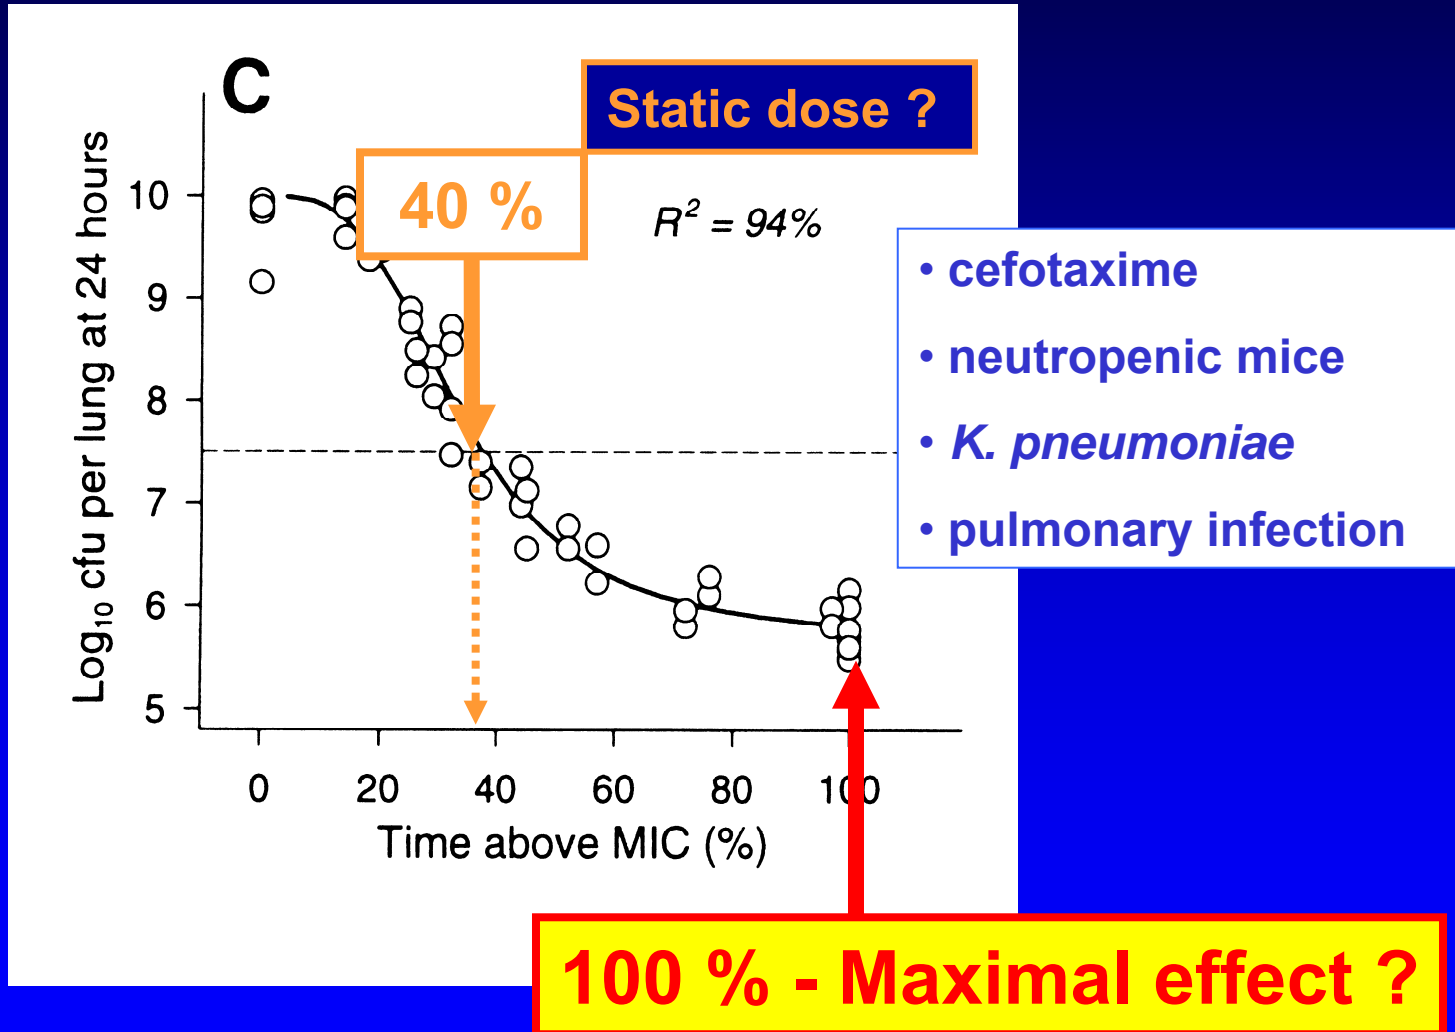 C
Static dose ?
40 %
R² = 94%
Log₁₀ cfu per lung at 24 hours
10
9
8
7
6
5
0 20 40 60 80 100
Time above MIC (%)
• cefotaxime
• neutropenic mice
• K. pneumoniae
• pulmonary infection
100 % - Maximal effect ?